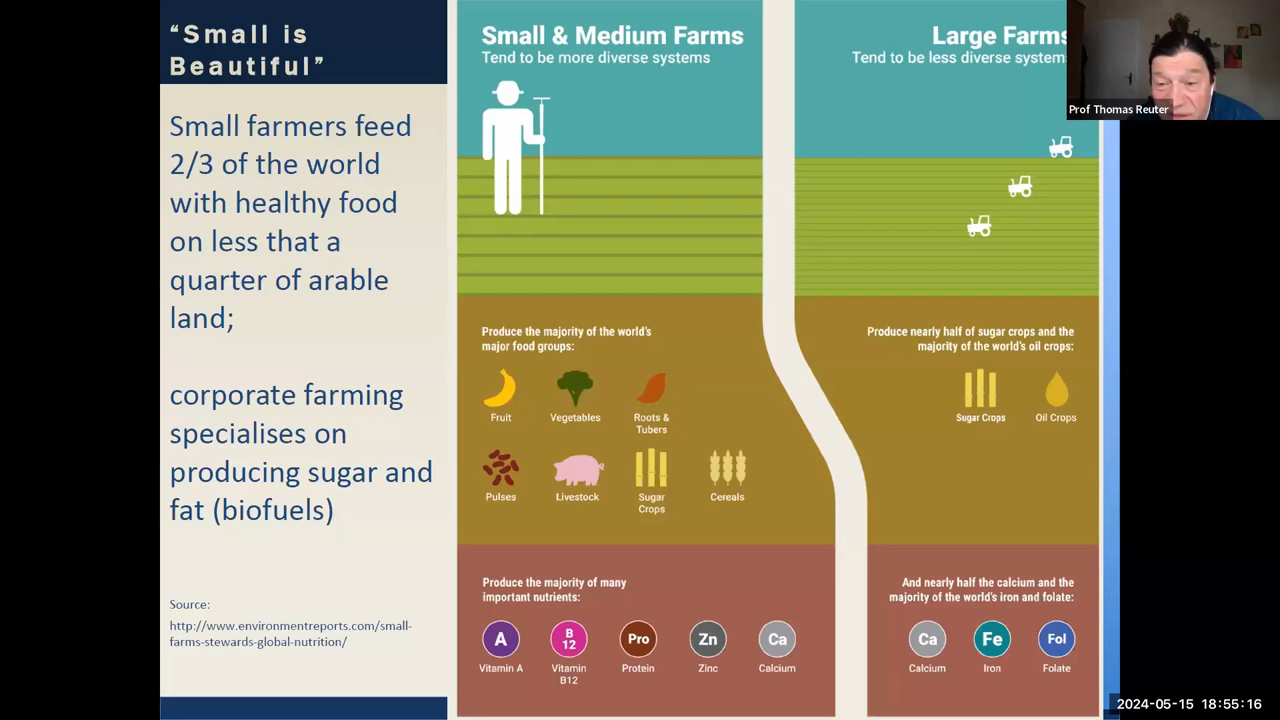 “Small is
Beautiful”
Small farmers feed
2/3 of the world
with healthy food
on less that a
quarter of arable
land;
corporate farming
specialises on
producing sugar and
fat (biofuels)
Source:
http://www.environmentreports.com/small-
farms-stewards-global-nutrition/
Small & Medium Farms
Tend to be more diverse systems
Produce the majority of the world's
major food groups:
Fruit
Vegetables
Roots &
Tubers
Pulses
Livestock
Sugar
Crops
Cereals
Produce the majority of many
important nutrients:
A
B
12
Pro
Zn
Ca
Vitamin A
Vitamin
B12
Protein
Zinc
Calcium
Large Farms
Tend to be less diverse system
Produce nearly half of sugar crops and the
majority of the world's oil crops:
Sugar Crops
Oil Crops
And nearly half the calcium and the
majority of the world's iron and folate:
Ca
Fe
Fol
Calcium
Iron
Folate
Prof Thomas Reuter
2024-05-15 18:55:16